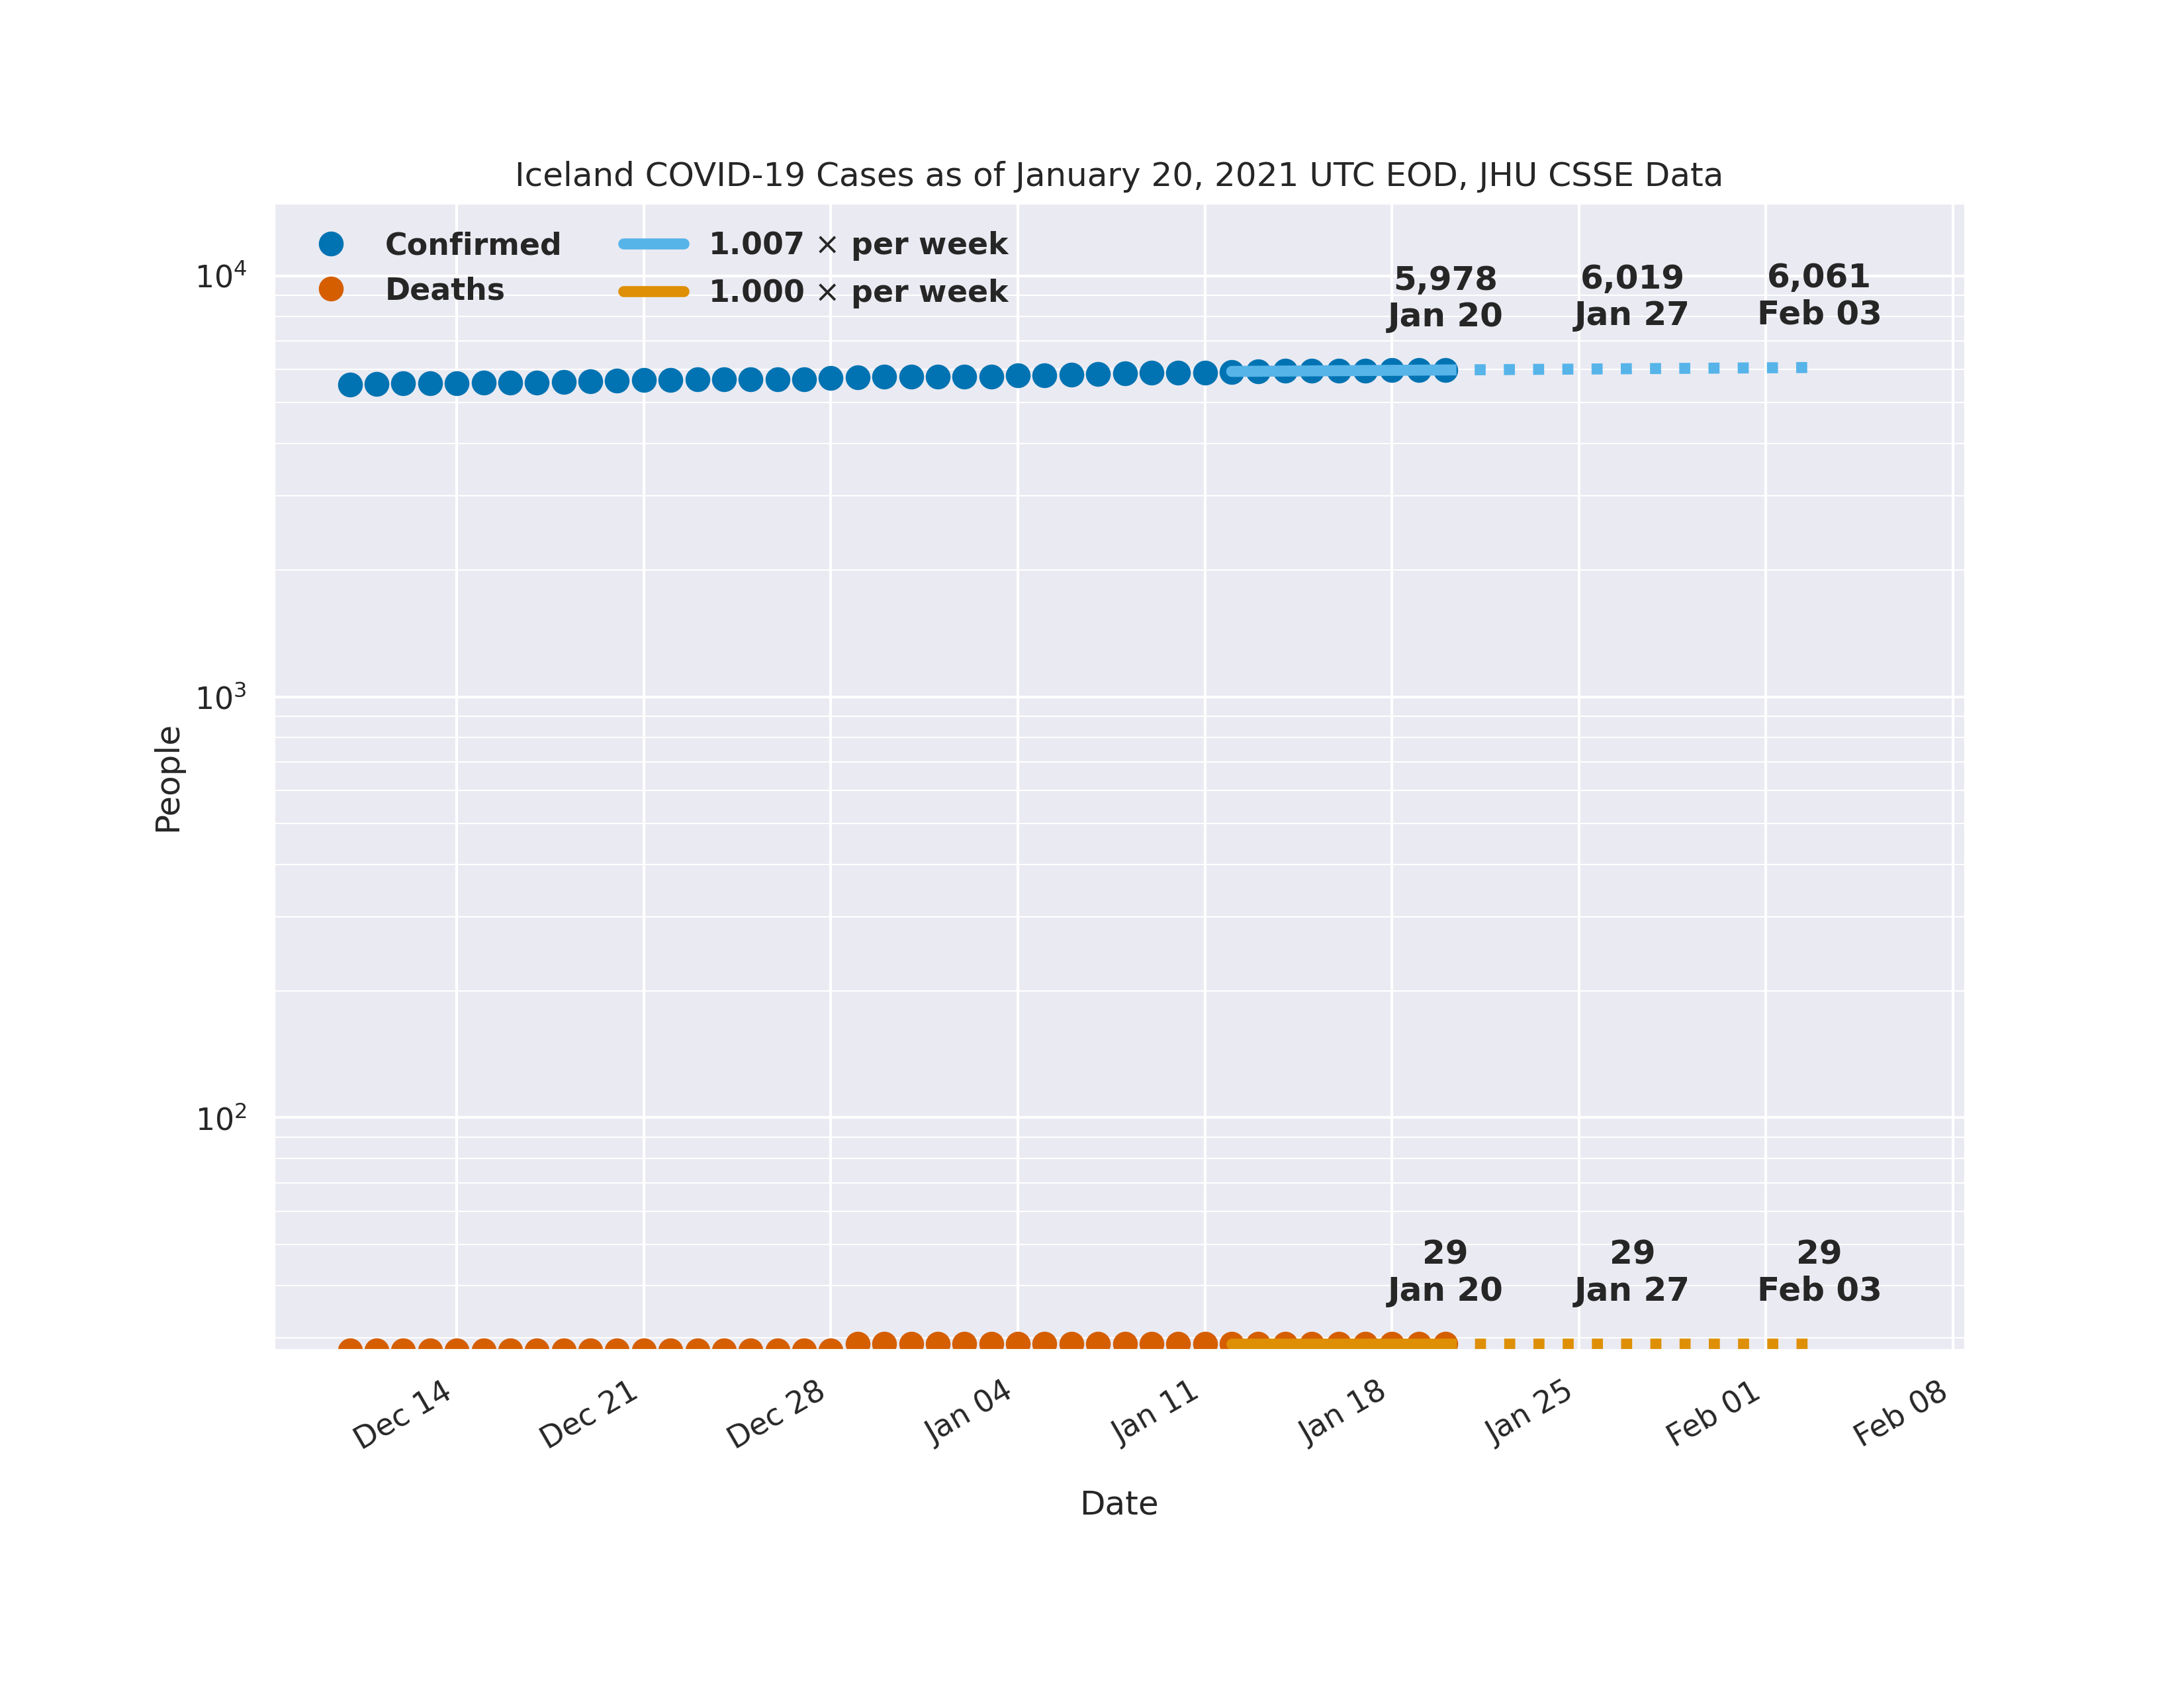 Iceland COVID-19 Cases as of January 20, 2021 UTC EOD, JHU CSSE Data
Confirmed
Deaths
1.007 × per week
1.000 × per week
5,978
Jan 20
6,019
Jan 27
6,061
Feb 03
10⁴
10³
10²
People
29
Jan 20
29
Jan 27
29
Feb 03
Dec 14
Dec 21
Dec 28
Jan 04
Jan 11
Jan 18
Jan 25
Feb 01
Feb 08
Date